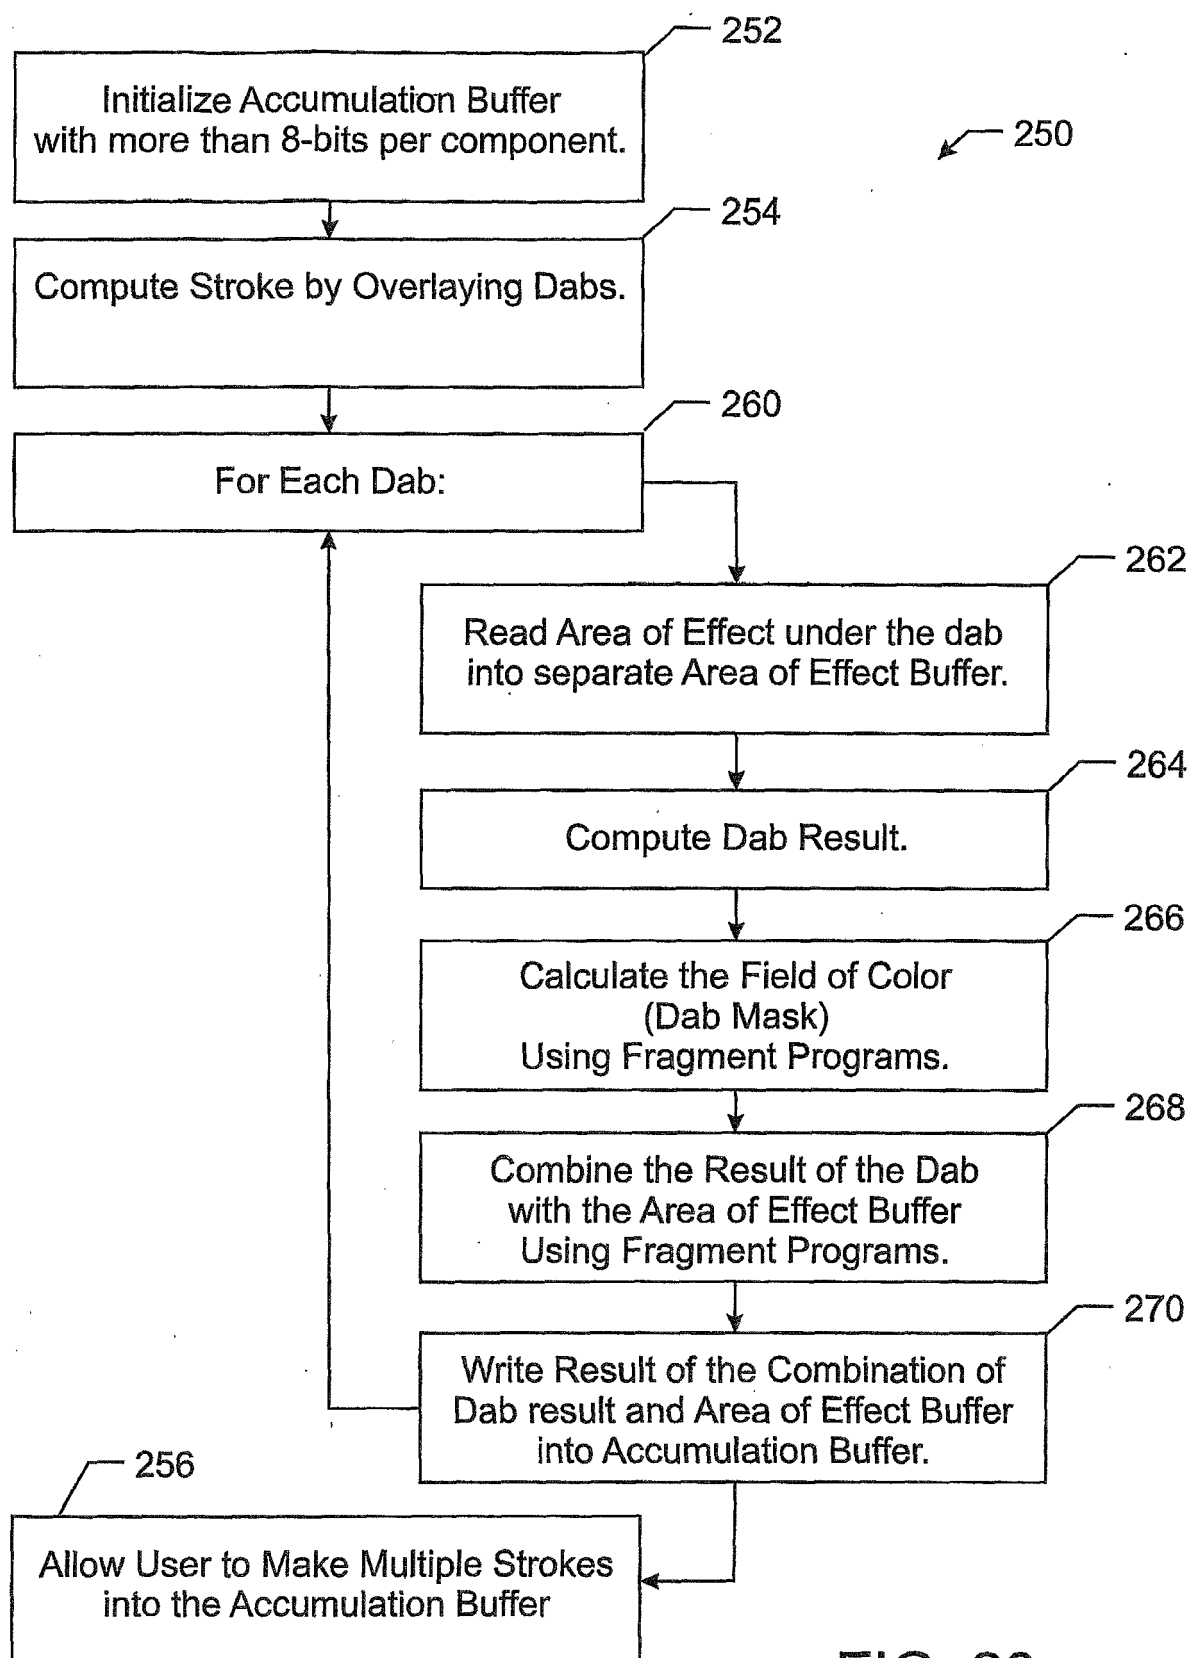 252
Initialize Accumulation Buffer
with more than 8-bits per component.
250
254
Compute Stroke by Overlaying Dabs.
260
For Each Dab:
262
Read Area of Effect under the dab
into separate Area of Effect Buffer.
264
Compute Dab Result.
266
Calculate the Field of Color
(Dab Mask)
Using Fragment Programs.
268
Combine the Result of the Dab
with the Area of Effect Buffer
Using Fragment Programs.
270
Write Result of the Combination of
Dab result and Area of Effect Buffer
into Accumulation Buffer.
256
Allow User to Make Multiple Strokes
into the Accumulation Buffer